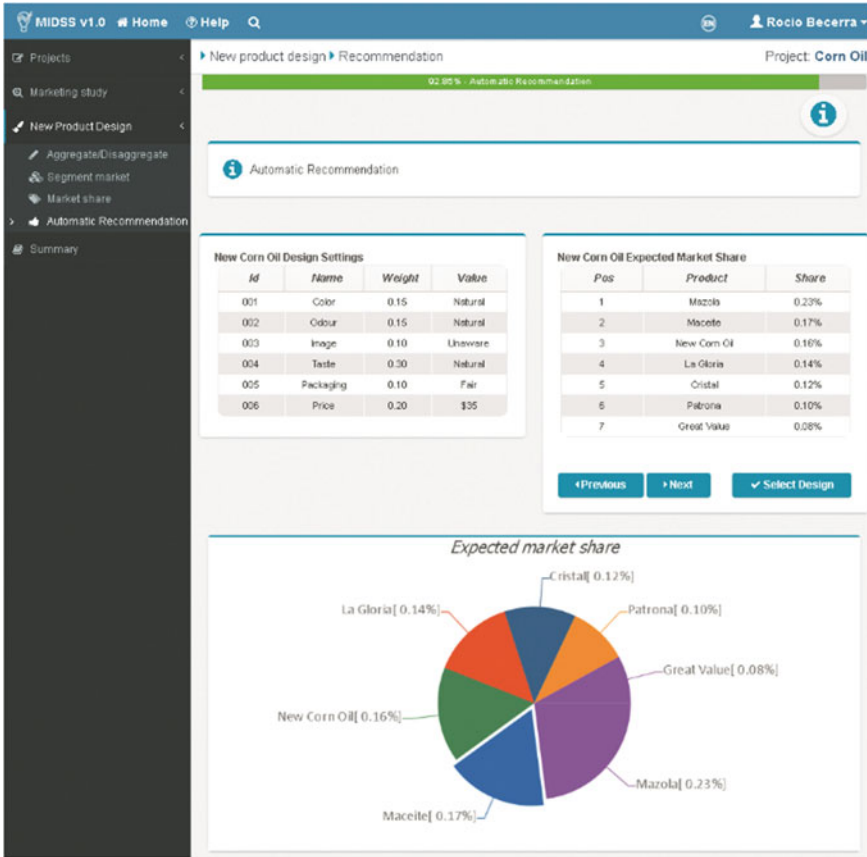 MIDSS v1.0 Home Help EN Rocio Becerra
Projects
Marketing study
New Product Design
Aggregate/Disaggregate
Segment market
Market share
Automatic Recommendation
Summary
New product design Recommendation Project: Corn Oil
92.85% - Automatic Recommendation
Automatic Recommendation
New Corn Oil Design Settings
Id Name Weight Value
001 Color 0.15 Natural
002 Odour 0.15 Natural
003 Image 0.10 Unaware
004 Taste 0.30 Natural
005 Packaging 0.10 Fair
006 Price 0.20 $35
New Corn Oil Expected Market Share
Pos Product Share
1 Mazola 0.23%
2 Maceite 0.17%
3 New Corn Oil 0.16%
4 La Gloria 0.14%
5 Cristal 0.12%
6 Patrona 0.10%
7 Great Value 0.08%
Previous Next Select Design
Expected market share
Cristal[ 0.12%]
La Gloria[ 0.14%]
Patrona[ 0.10%]
Great Value[ 0.08%]
New Corn Oil[ 0.16%]
Mazola[ 0.23%]
Maceite[ 0.17%]